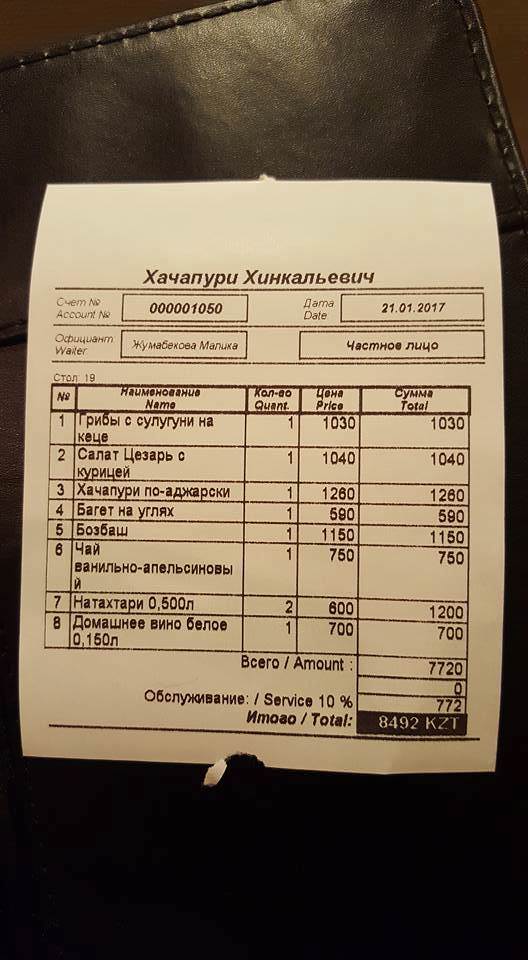 Хачапури Хинкальевич
Счет № 000001050 Дата 21.01.2017
Account № Date
Официант Жумабекова Малика Частное лицо
Waiter
Стол: 19
№ Наименование Кол-во Цена Сумма
Name Quant. Price Total
1 Грибы с сулугуни на 1 1030 1030
кеце
2 Салат Цезарь с 1 1040 1040
курицей
3 Хачапури по-аджарски 1 1260 1260
4 Багет на углях 1 590 590
5 Бозбаш 1 1150 1150
6 Чай 1 750 750
ванильно-апельсиновы
й
7 Натахтари 0,500л 2 600 1200
8 Домашнее вино белое 1 700 700
0,150л
Всего / Amount : 7720
0
Обслуживание: / Service 10 % 772
Итого / Total: 8492 KZT